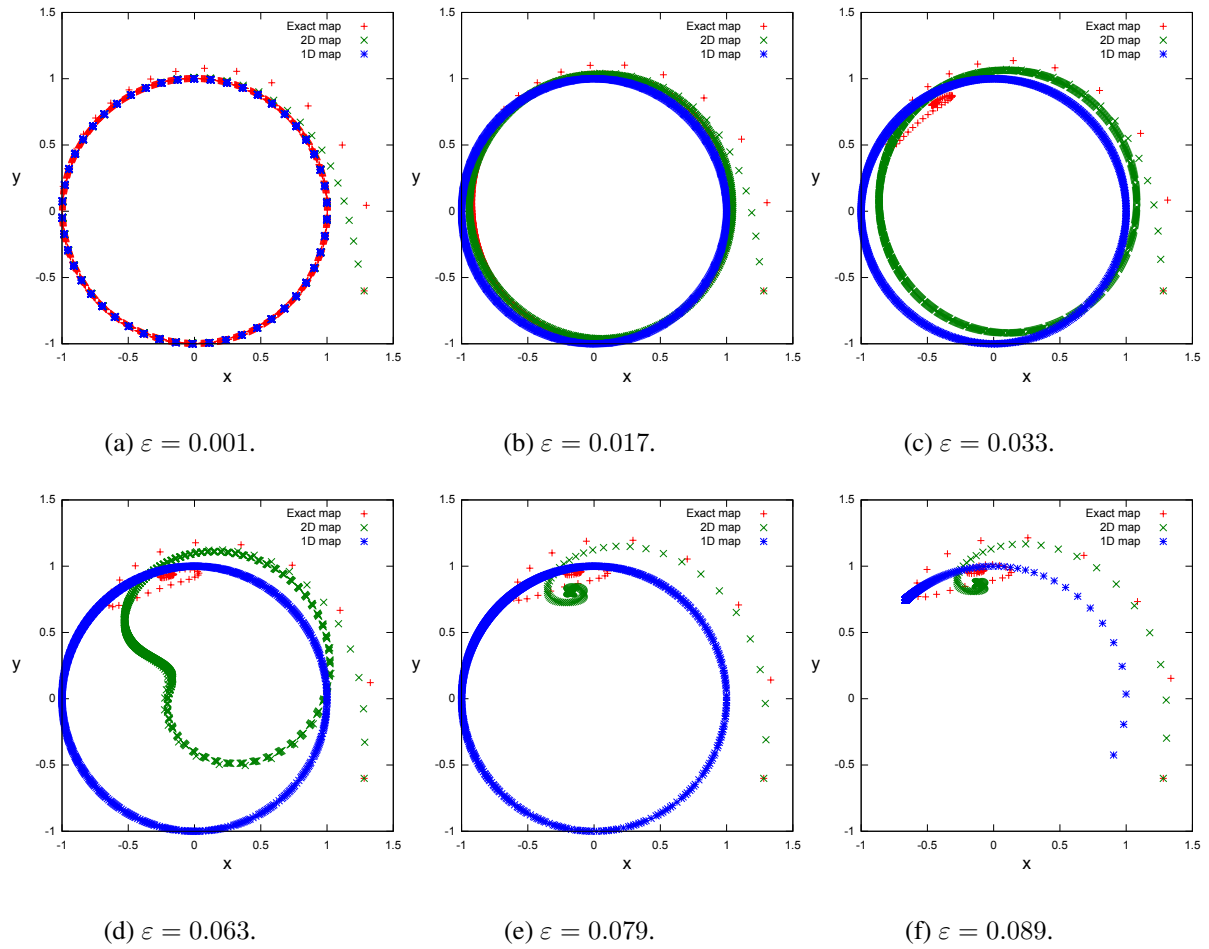 1.5
1
0.5
0
-0.5
-1
-1 -0.5 0 0.5 1 1.5
y
x
Exact map
2D map
1D map
(a) ε = 0.001.
1.5
1
0.5
0
-0.5
-1
-1 -0.5 0 0.5 1 1.5
y
x
Exact map
2D map
1D map
(b) ε = 0.017.
1.5
1
0.5
0
-0.5
-1
-1 -0.5 0 0.5 1 1.5
y
x
Exact map
2D map
1D map
(c) ε = 0.033.
1.5
1
0.5
0
-0.5
-1
-1 -0.5 0 0.5 1 1.5
y
x
Exact map
2D map
1D map
(d) ε = 0.063.
1.5
1
0.5
0
-0.5
-1
-1 -0.5 0 0.5 1 1.5
y
x
Exact map
2D map
1D map
(e) ε = 0.079.
1.5
1
0.5
0
-0.5
-1
-1 -0.5 0 0.5 1 1.5
y
x
Exact map
2D map
1D map
(f) ε = 0.089.